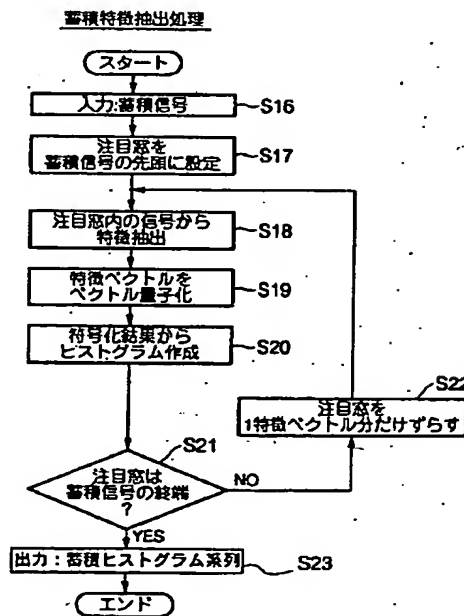 蓄積特徴抽出処理
スタート
入力:蓄積信号
S16
注目窓を
蓄積信号の先頭に設定
S17
注目窓内の信号から
特徴抽出
S18
特徴ベクトルを
ベクトル量子化
S19
符号化結果から
ヒストグラム作成
S20
S22
注目窓を
1特徴ベクトル分だけずらす
S21
注目窓は
蓄積信号の終端
?
NO
YES
出力：蓄積ヒストグラム系列
S23
エンド